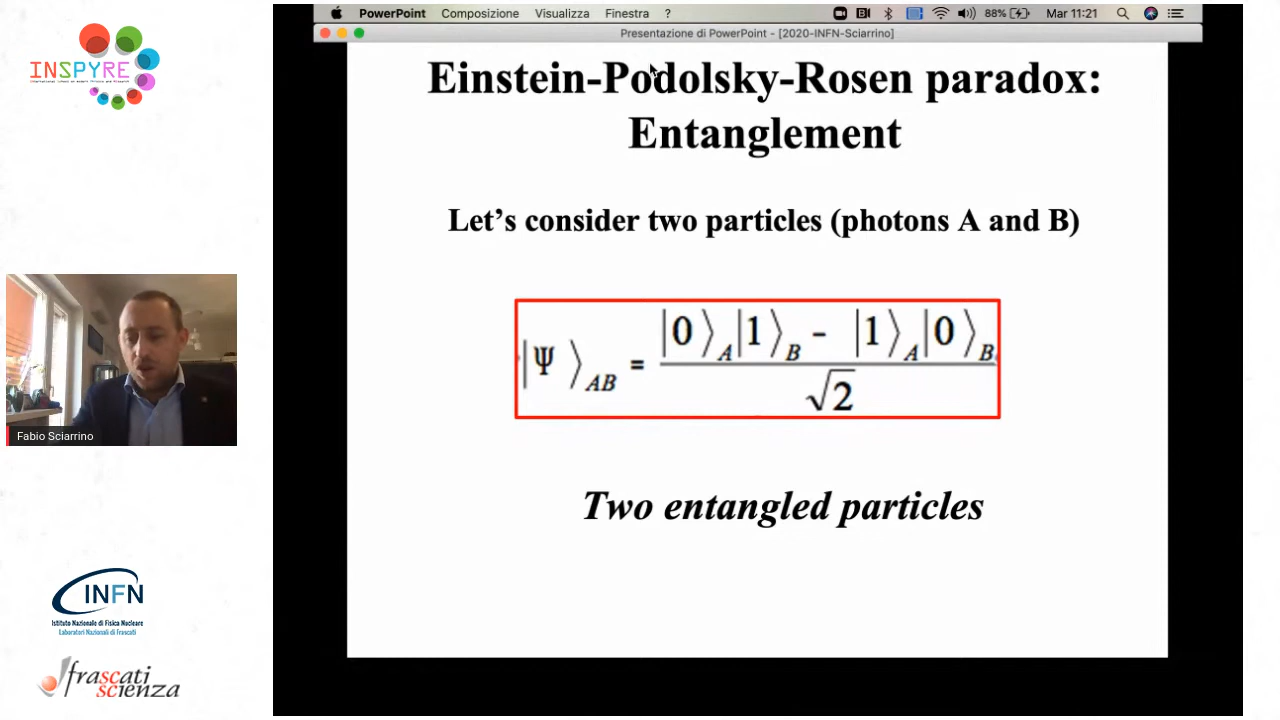 PowerPoint Composizione Visualizza Finestra ? 88% Mar 11:21
Presentazione di PowerPoint - [2020-INFN-Sciarrino]
INSPYRE
Einstein-Podolsky-Rosen paradox:
Entanglement
Let's consider two particles (photons A and B)
|Ψ⟩AB = |0⟩A|1⟩B - |1⟩A|0⟩B
√2
Fabio Sciarrino
Two entangled particles
INFN
Istituto Nazionale di Fisica Nucleare
Laboratori Nazionali di Frascati
frascati
scienza